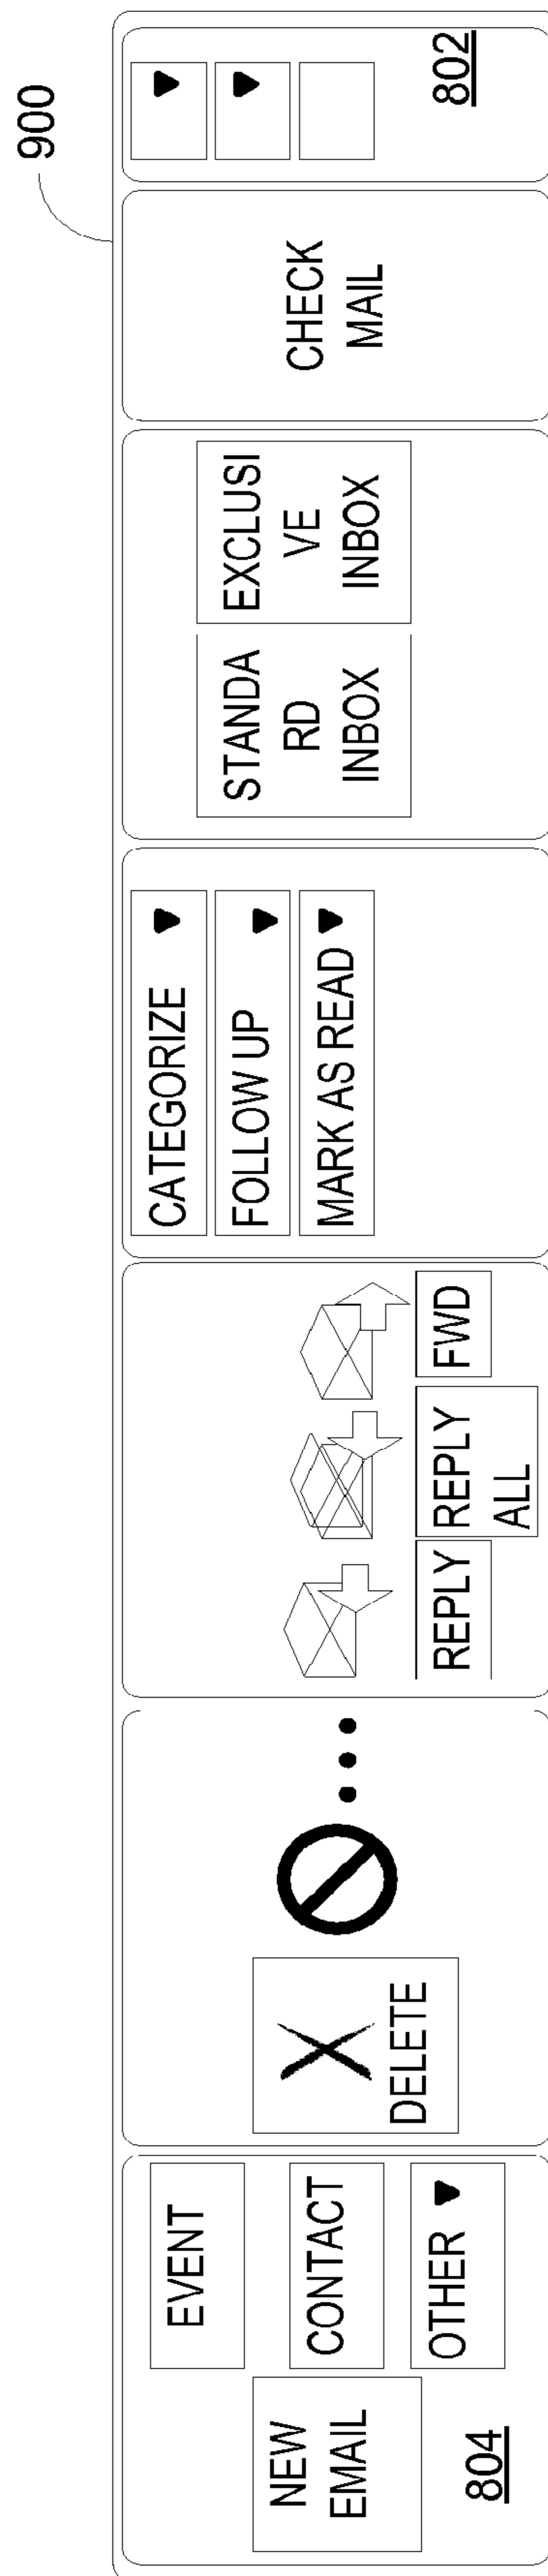 900
NEW
EMAIL
EVENT
CONTACT
OTHER
804
DELETE
REPLY
REPLY
ALL
FWD
CATEGORIZE
FOLLOW UP
MARK AS READ
STANDA
RD
INBOX
EXCLUSI
VE
INBOX
CHECK
MAIL
802